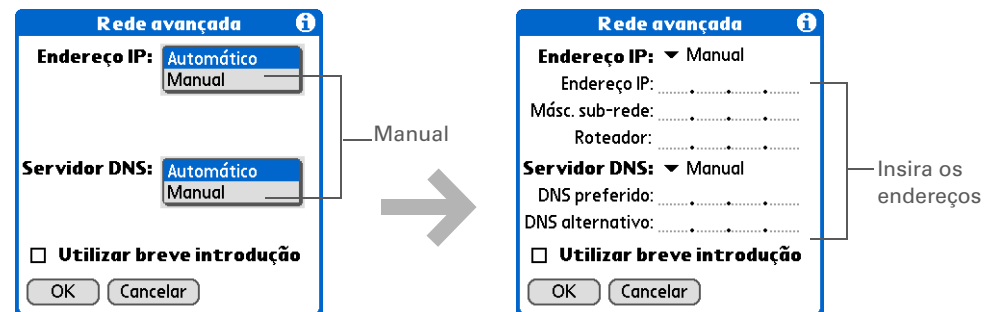 Rede avançada
Endereço IP: Automático
Manual
Servidor DNS: Automático
Manual
Utilizar breve introdução
OK Cancelar
Manual
Rede avançada
Endereço IP: Manual
Endereço IP:
Másc. sub-rede:
Roteador:
Servidor DNS: Manual
DNS preferido:
DNS alternativo:
Utilizar breve introdução
OK Cancelar
Insira os
endereços